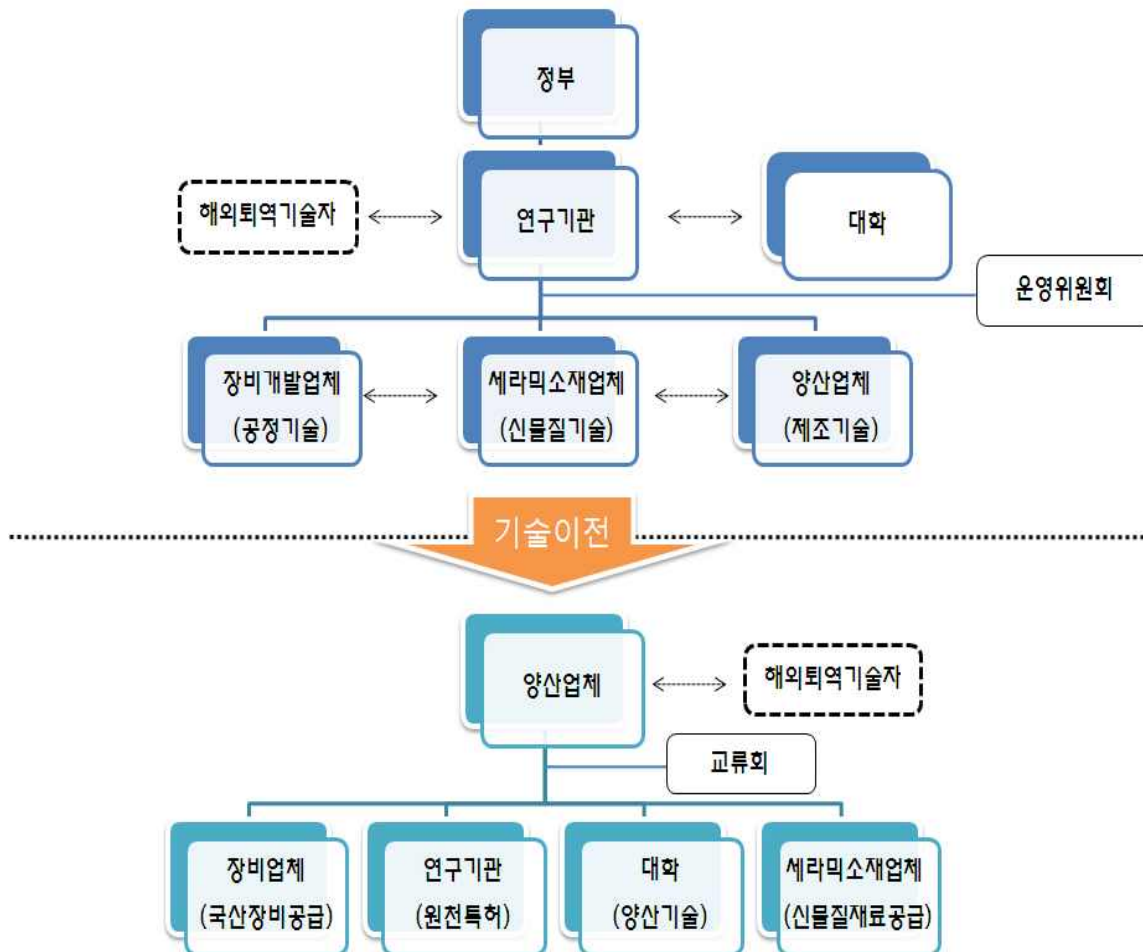 정부
해외퇴역기술자
연구기관
대학
운영위원회
장비개발업체
(공정기술)
세라믹소재업체
(신물질기술)
양산업체
(제조기술)
기술이전
양산업체
해외퇴역기술자
교류회
장비업체
(국산장비공급)
연구기관
(원천특허)
대학
(양산기술)
세라믹소재업체
(신물질재료공급)